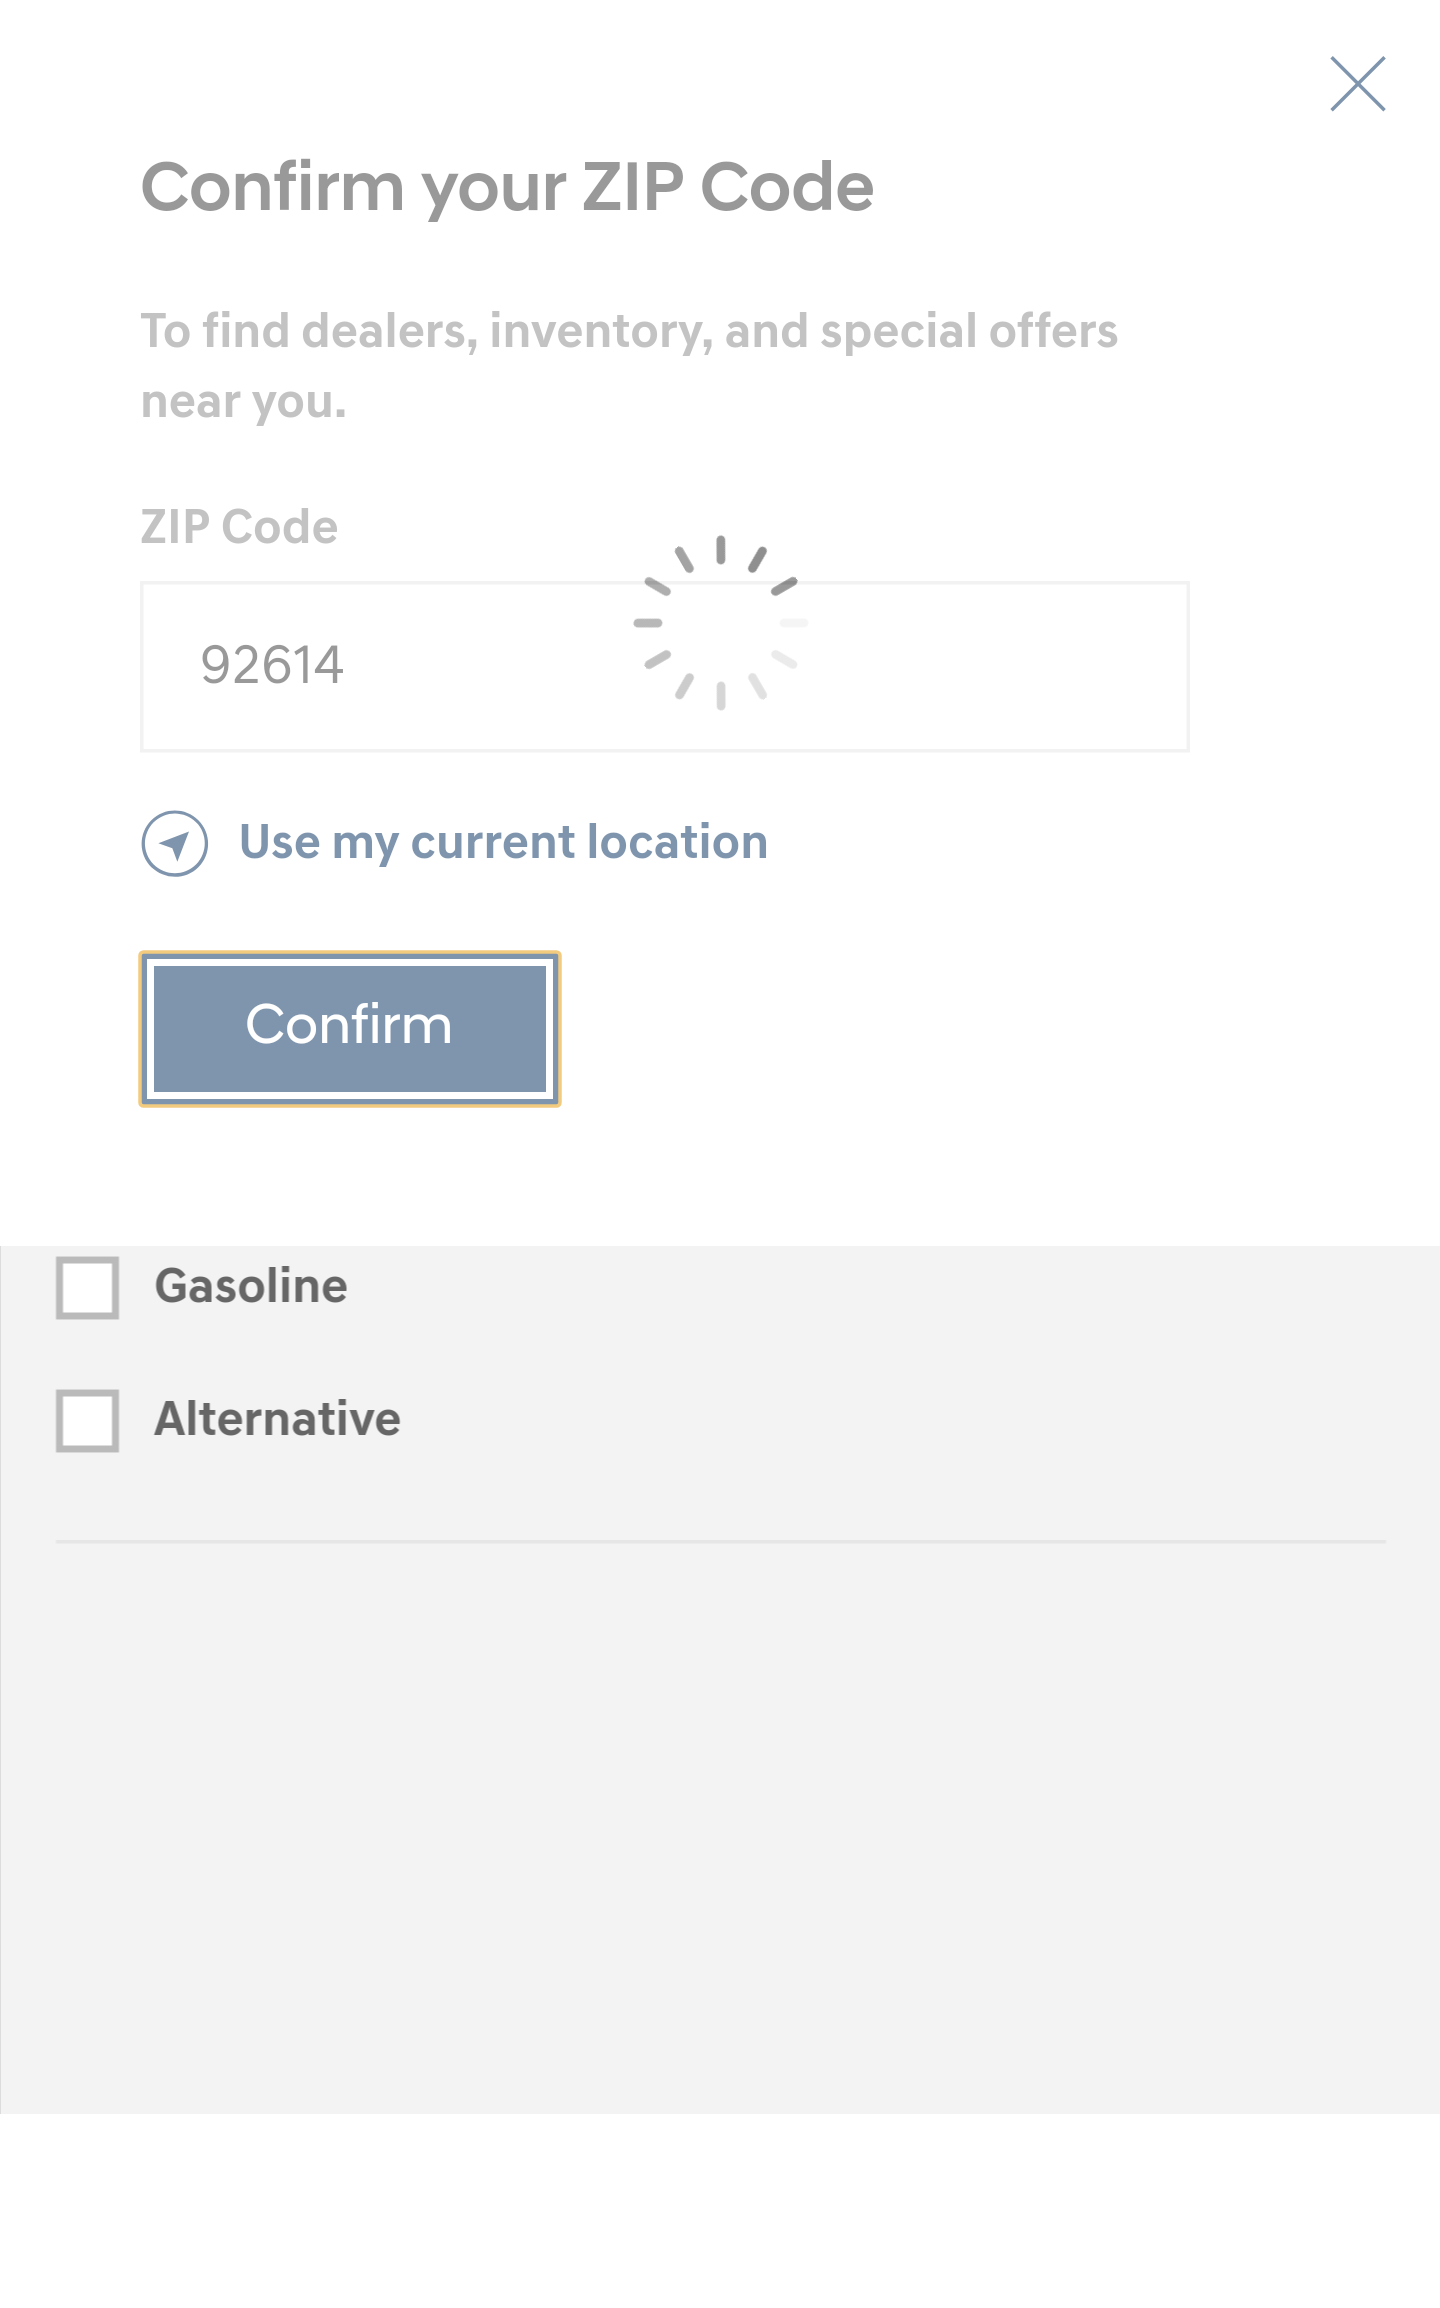 Confirm your ZIP Code
To find dealers, inventory, and special offers
near you.
ZIP Code
92614
Use my current location
Confirm
Gasoline
Alternative